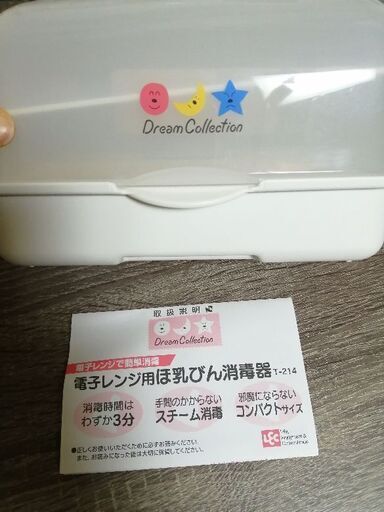 Dream Collection
取扱説明
Dream Collection
電子レンジで簡単消毒
電子レンジ用ほ乳びん消毒器 T-214
消毒時間は
わずか3分
手間のかからない
スチーム消毒
邪魔にならない
コンパクトサイズ
●正しくお使いいただくために必ずお読みください。
また、お読みになった後は大切に保管してください。
LEC